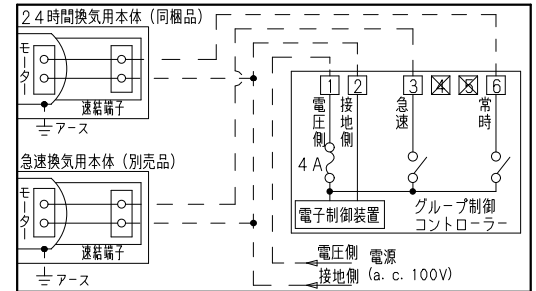 24時間換気用本体(同梱品)
モーター
速結端子
アース
急速換気用本体(別売品)
モーター
速結端子
アース
1 2 3 4 5 6
電圧側
接地側
急速
常時
4A
電子制御装置
グループ制御
コントローラー
電圧側 電源
接地側 (a.c.100V)